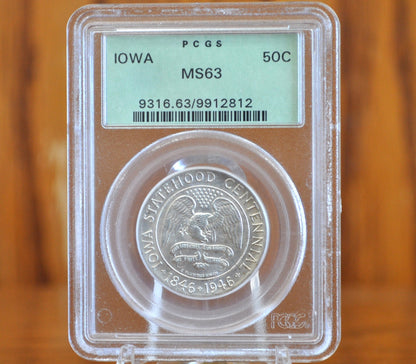 PCGS
IOWA 50C
MS63
9316.63/9912812
IOWA STATEHOOD CENTENNIAL
1846 ★ 1946
PCGS